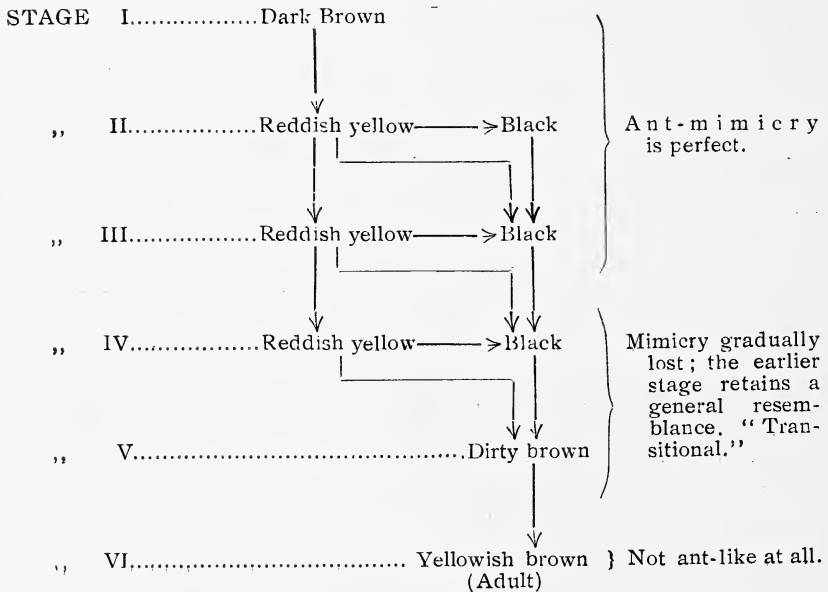 STAGE I.................. Dark Brown
,, II.................. Reddish yellow Black
A n t - m i m i c r y
is perfect.
,, III.................. Reddish yellow Black
,, IV.................. Reddish yellow Black
Mimicry gradually
lost ; the earlier
stage retains a
general resem-
blance. “ Tran-
sitional.”
,, V............................................. Dirty brown
,, VI..................................... Yellowish brown } Not ant-like at all.
(Adult)